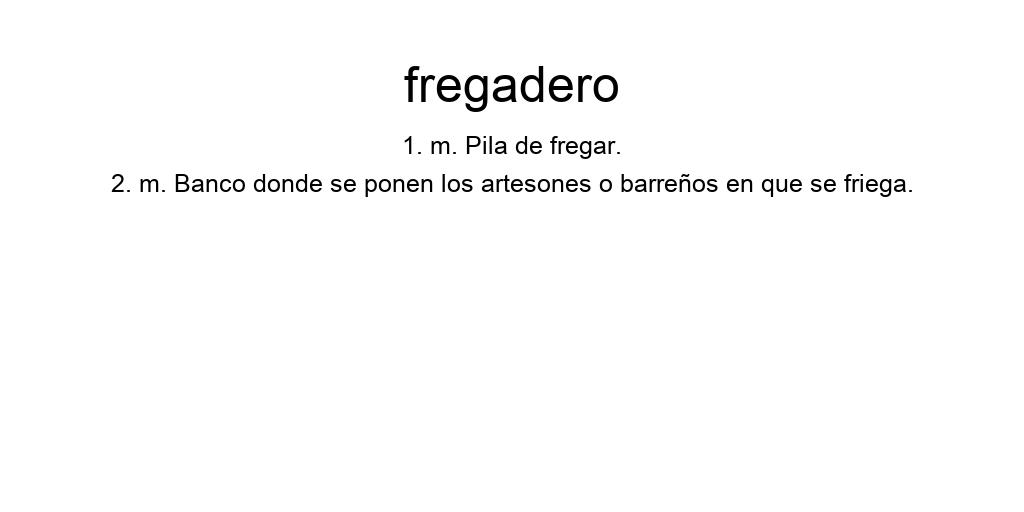 fregadero
1. m. Pila de fregar.
2. m. Banco donde se ponen los artesones o barreños en que se friega.